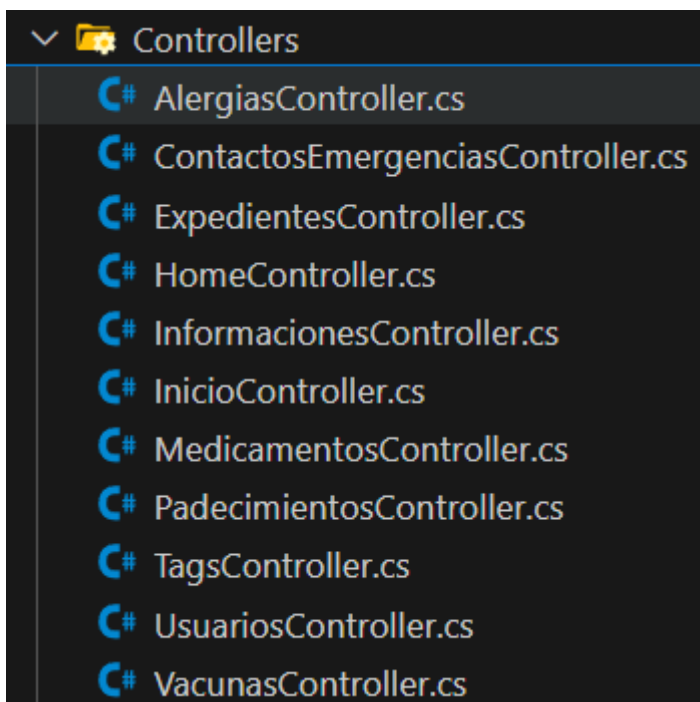 Controllers
C# AlergiasController.cs
C# ContactosEmergenciasController.cs
C# ExpedientesController.cs
C# HomeController.cs
C# InformacionesController.cs
C# InicioController.cs
C# MedicamentosController.cs
C# PadecimientosController.cs
C# TagsController.cs
C# UsuariosController.cs
C# VacunasController.cs